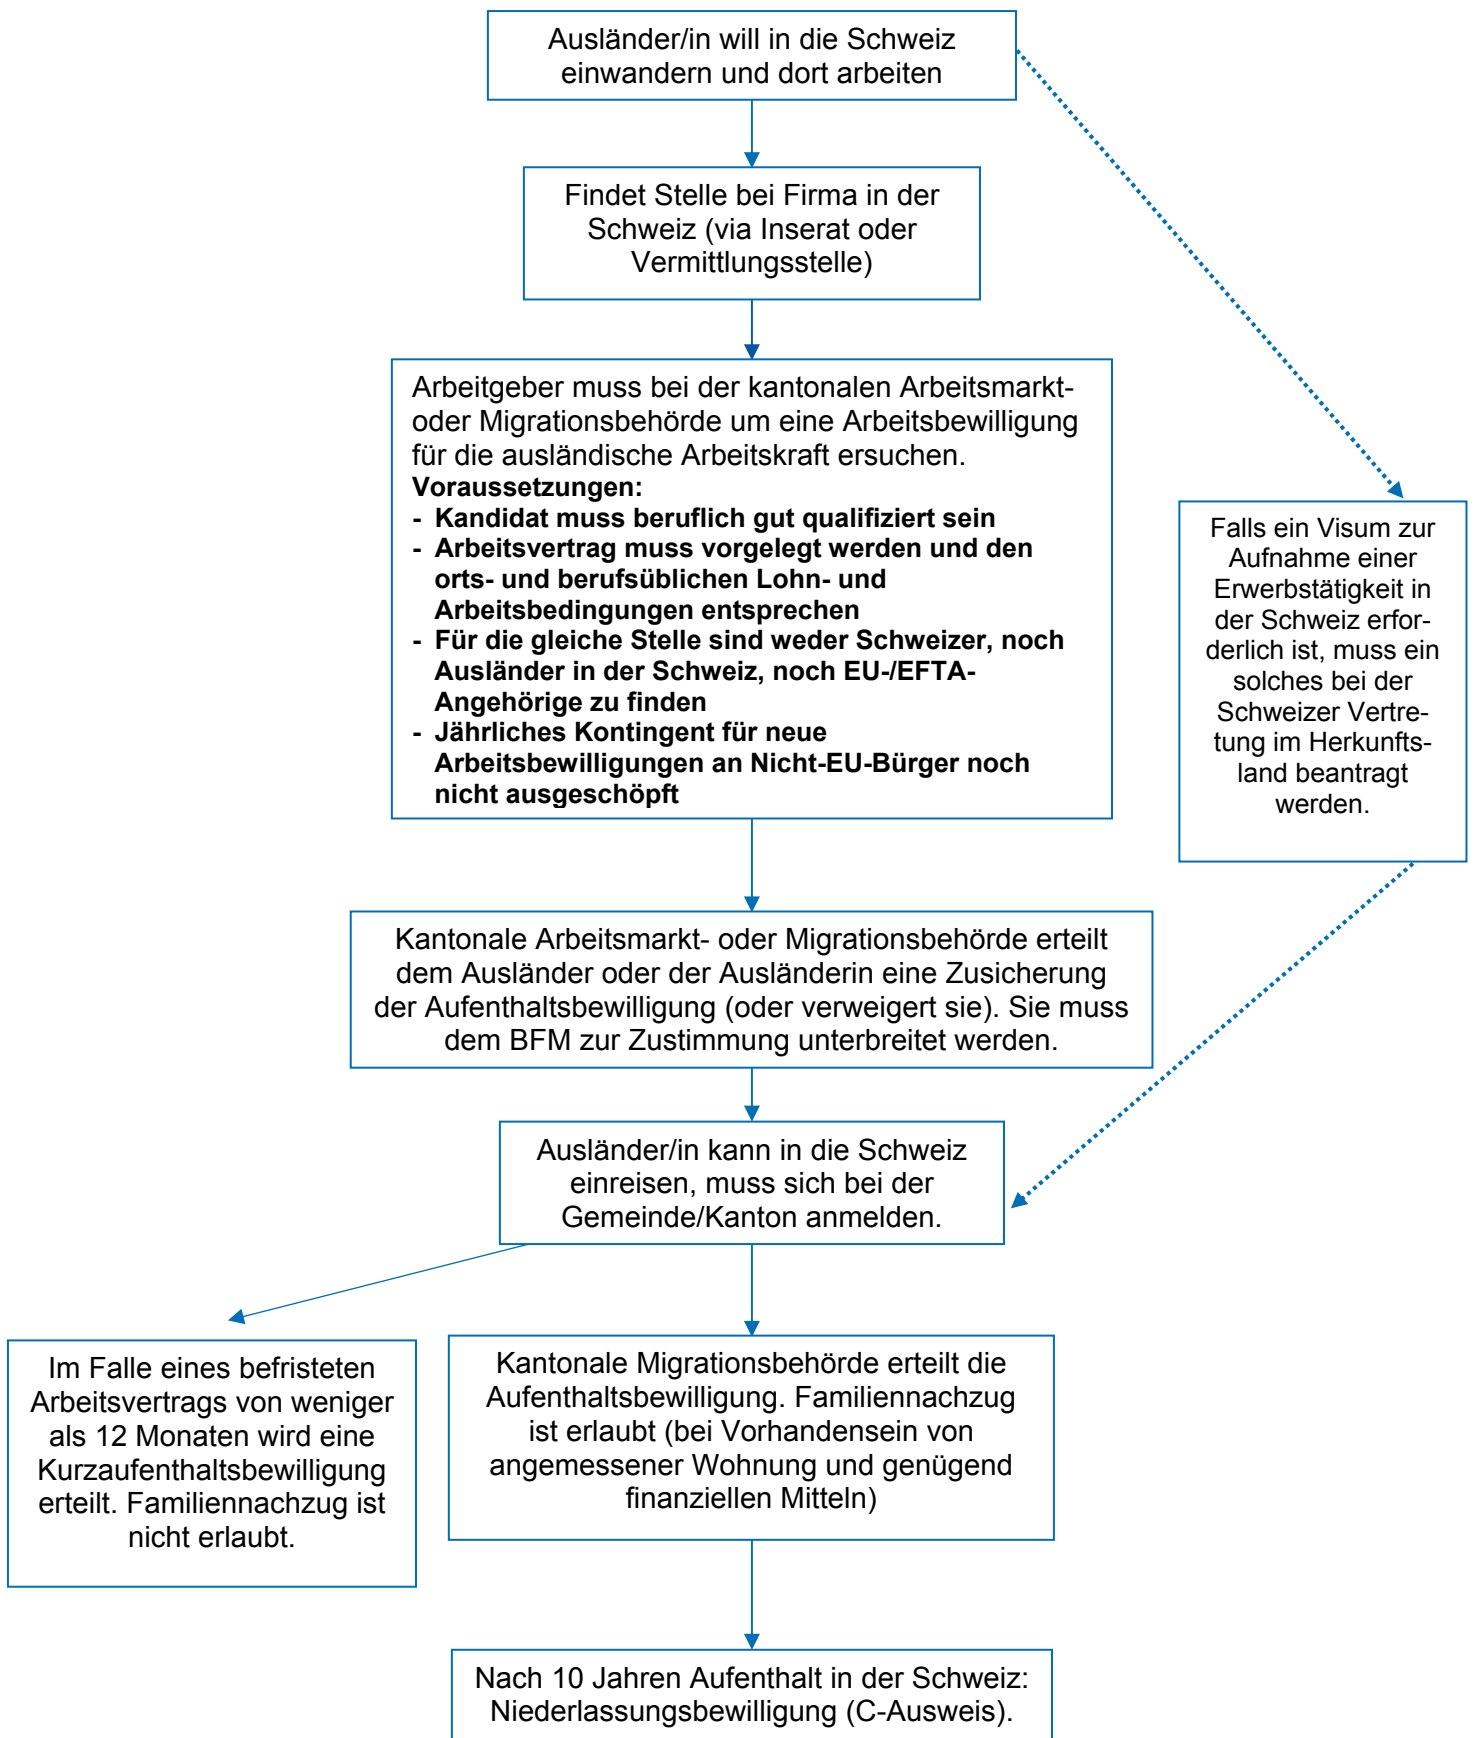 Ausländer/in will in die Schweiz
einwandern und dort arbeiten
Findet Stelle bei Firma in der
Schweiz (via Inserat oder
Vermittlungsstelle)
Arbeitgeber muss bei der kantonalen Arbeitsmarkt-
oder Migrationsbehörde um eine Arbeitsbewilligung
für die ausländische Arbeitskraft ersuchen.
Voraussetzungen:
- Kandidat muss beruflich gut qualifiziert sein
- Arbeitsvertrag muss vorgelegt werden und den
orts- und berufsüblichen Lohn- und
Arbeitsbedingungen entsprechen
- Für die gleiche Stelle sind weder Schweizer, noch
Ausländer in der Schweiz, noch EU-/EFTA-
Angehörige zu finden
- Jährliches Kontingent für neue
Arbeitsbewilligungen an Nicht-EU-Bürger noch
nicht ausgeschöpft
Falls ein Visum zur
Aufnahme einer
Erwerbstätigkeit in
der Schweiz erfor-
derlich ist, muss ein
solches bei der
Schweizer Vertre-
tung im Herkunfts-
land beantragt
werden.
Kantonale Arbeitsmarkt- oder Migrationsbehörde erteilt
dem Ausländer oder der Ausländerin eine Zusicherung
der Aufenthaltsbewilligung (oder verweigert sie). Sie muss
dem BFM zur Zustimmung unterbreitet werden.
Ausländer/in kann in die Schweiz
einreisen, muss sich bei der
Gemeinde/Kanton anmelden.
Im Falle eines befristeten
Arbeitsvertrags von weniger
als 12 Monaten wird eine
Kurzaufenthaltsbewilligung
erteilt. Familiennachzug ist
nicht erlaubt.
Kantonale Migrationsbehörde erteilt die
Aufenthaltsbewilligung. Familiennachzug
ist erlaubt (bei Vorhandensein von
angemessener Wohnung und genügend
finanziellen Mitteln)
Nach 10 Jahren Aufenthalt in der Schweiz:
Niederlassungsbewilligung (C-Ausweis).